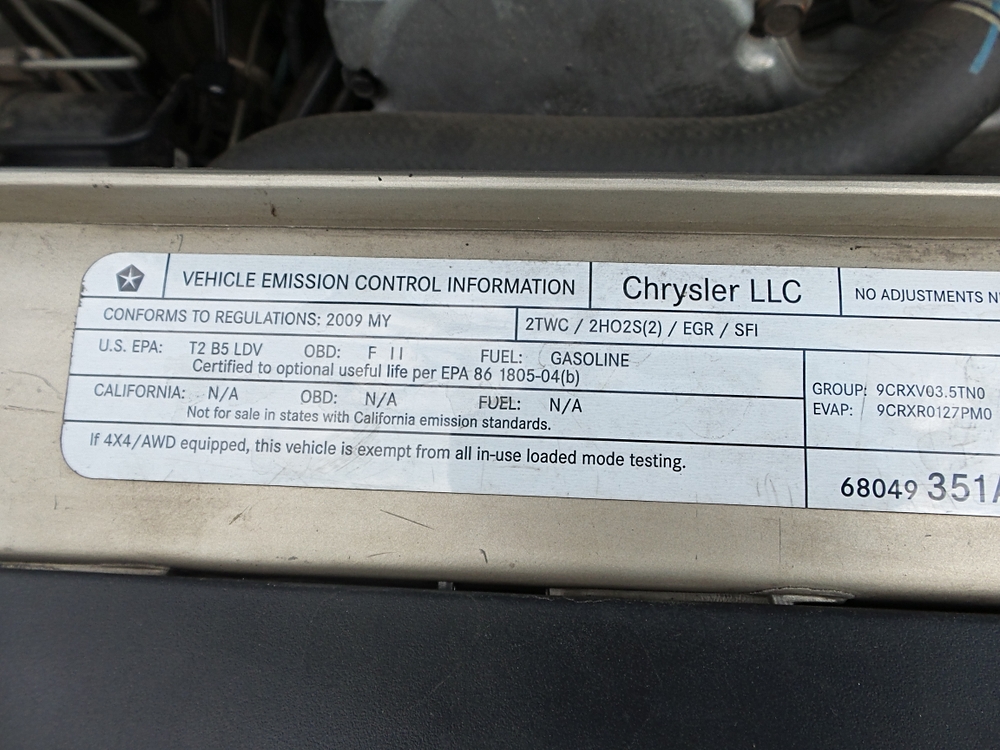 VEHICLE EMISSION CONTROL INFORMATION
Chrysler LLC
NO ADJUSTMENTS
CONFORMS TO REGULATIONS: 2009 MY
2TWC / 2HO2S(2) / EGR / SFI
U.S. EPA: T2 B5 LDV OBD: F II FUEL: GASOLINE
Certified to optional useful life per EPA 86 1805-04(b)
CALIFORNIA: N/A OBD: N/A FUEL: N/A
Not for sale in states with California emission standards.
If 4X4/AWD equipped, this vehicle is exempt from all in-use loaded mode testing.
GROUP: 9CRXV03.5TN0
EVAP: 9CRXR0127PM0
68049 351A